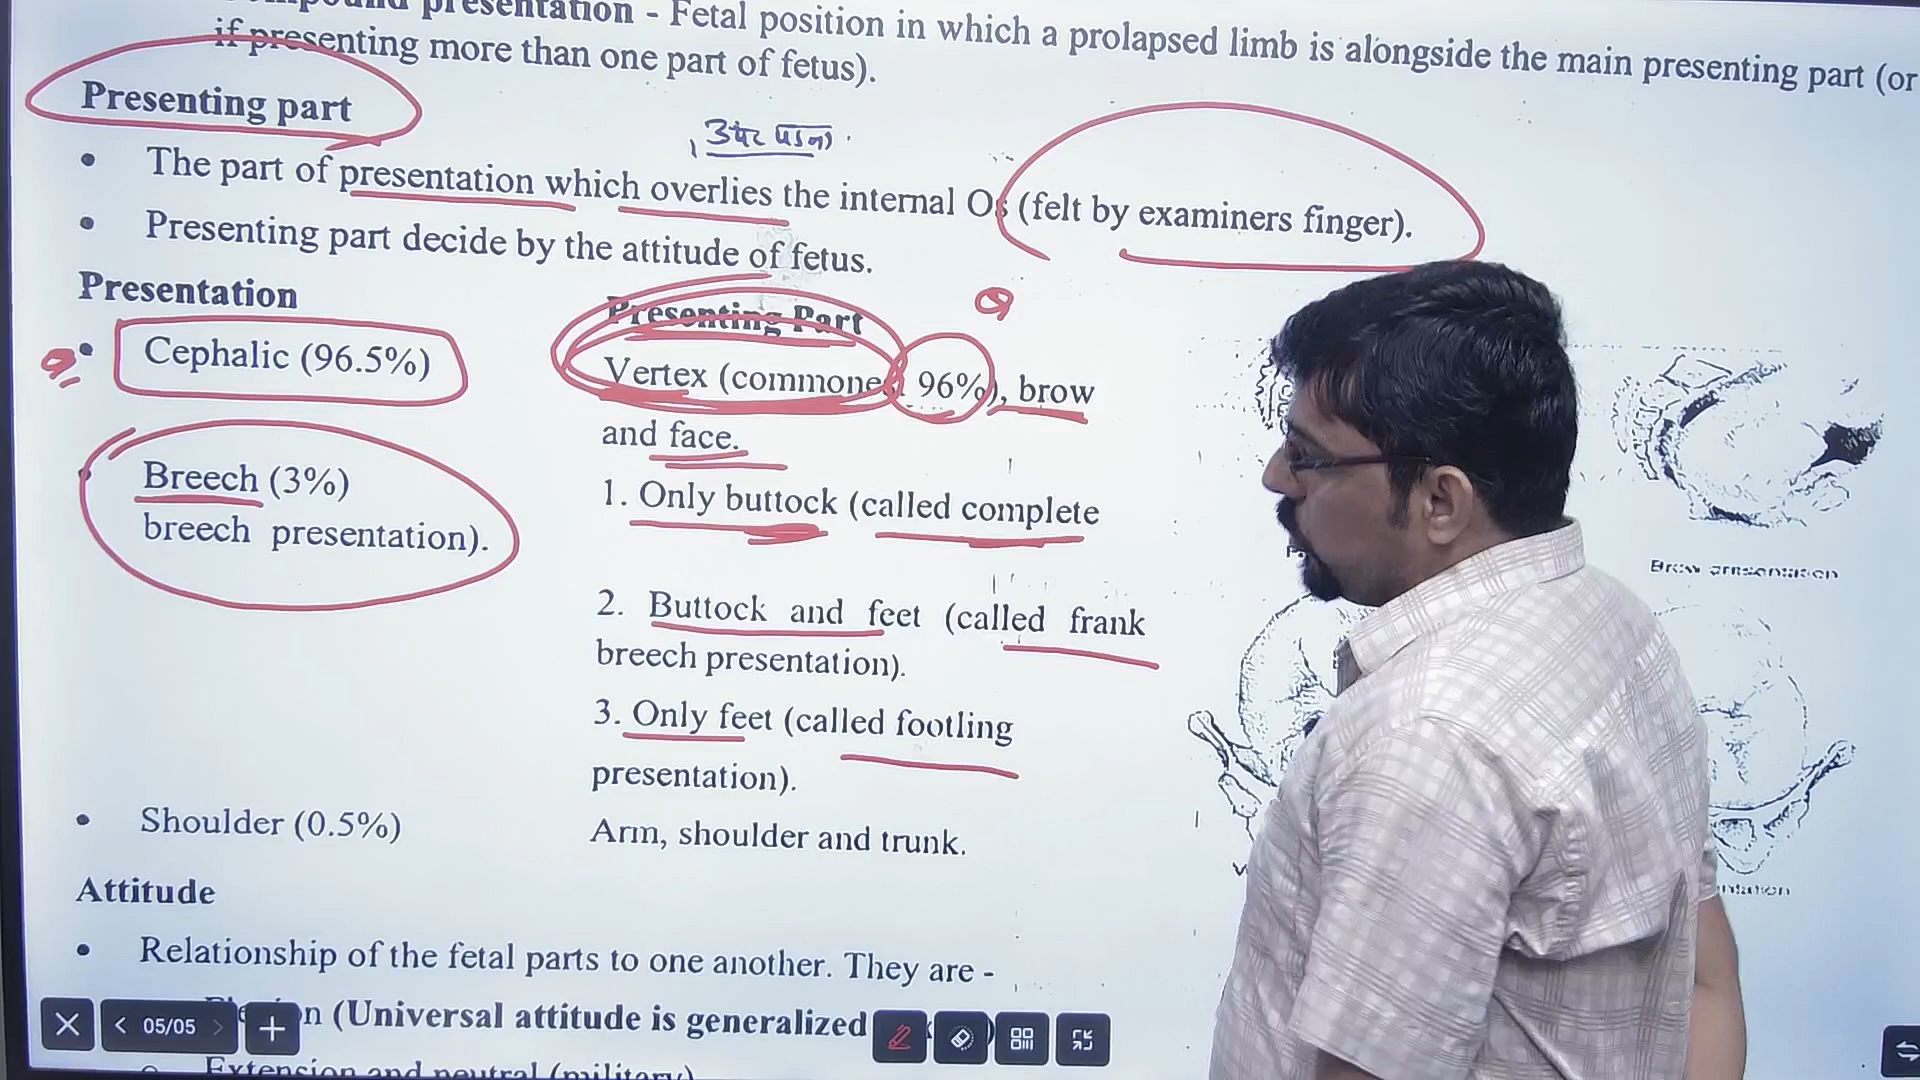 presentation - Fetal position in which a prolapsed limb is alongside the main presenting part (or
if presenting more than one part of fetus).
Presenting part
उपर पडना
• The part of presentation which overlies the internal Os (felt by examiners finger).
• Presenting part decide by the attitude of fetus.
Presentation Presenting Part
Q
Q • Cephalic (96.5%) Vertex (commonest 96%), brow
and face.
• Breech (3%) 1. Only buttock (called complete
breech presentation).
2. Buttock and feet (called frank
breech presentation).
3. Only feet (called footling
presentation).
• Shoulder (0.5%) Arm, shoulder and trunk.
Brow presentation
Attitude
• Relationship of the fetal parts to one another. They are -
(Universal attitude is generalized
Extension and neutral (military)
05/05